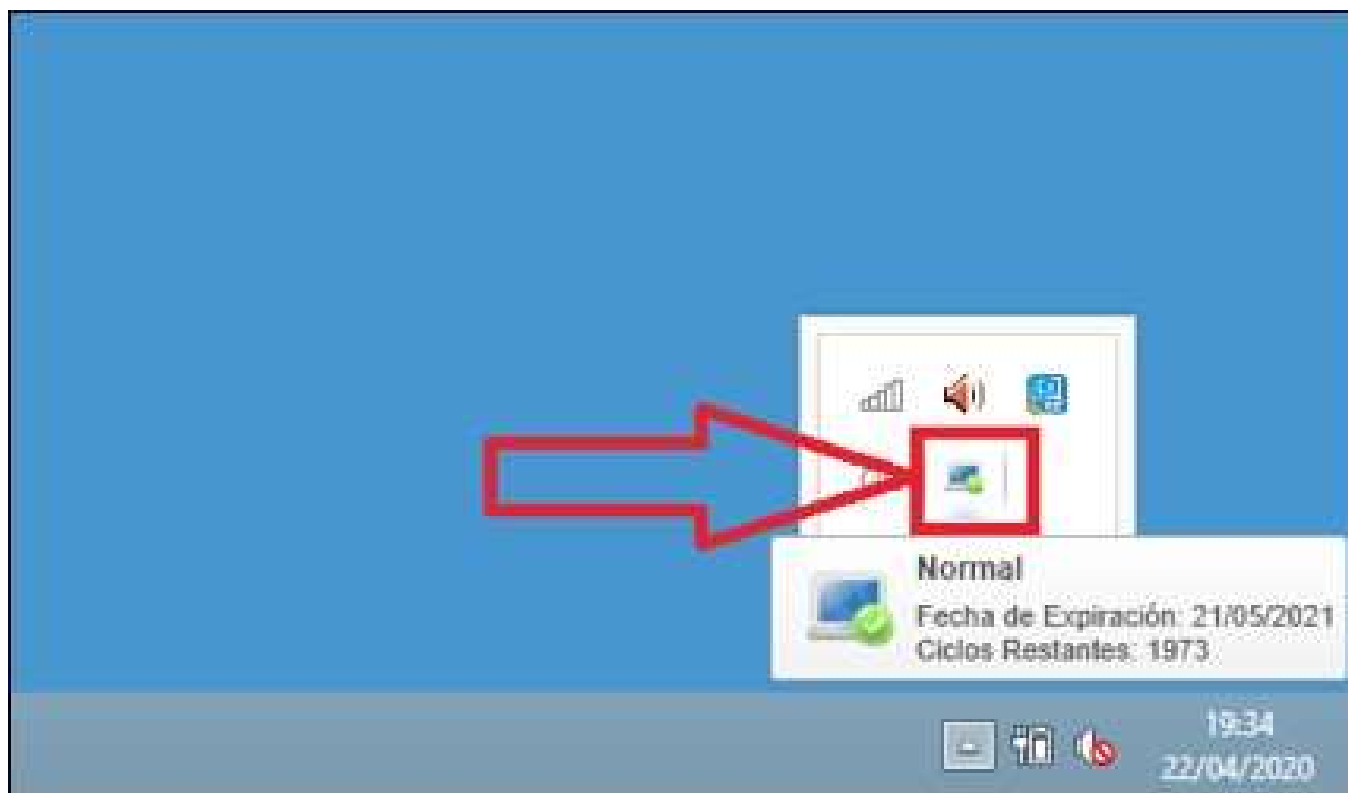 Normal
Fecha de Expiración: 21/05/2021
Ciclos Restantes: 1973
19:34
22/04/2020